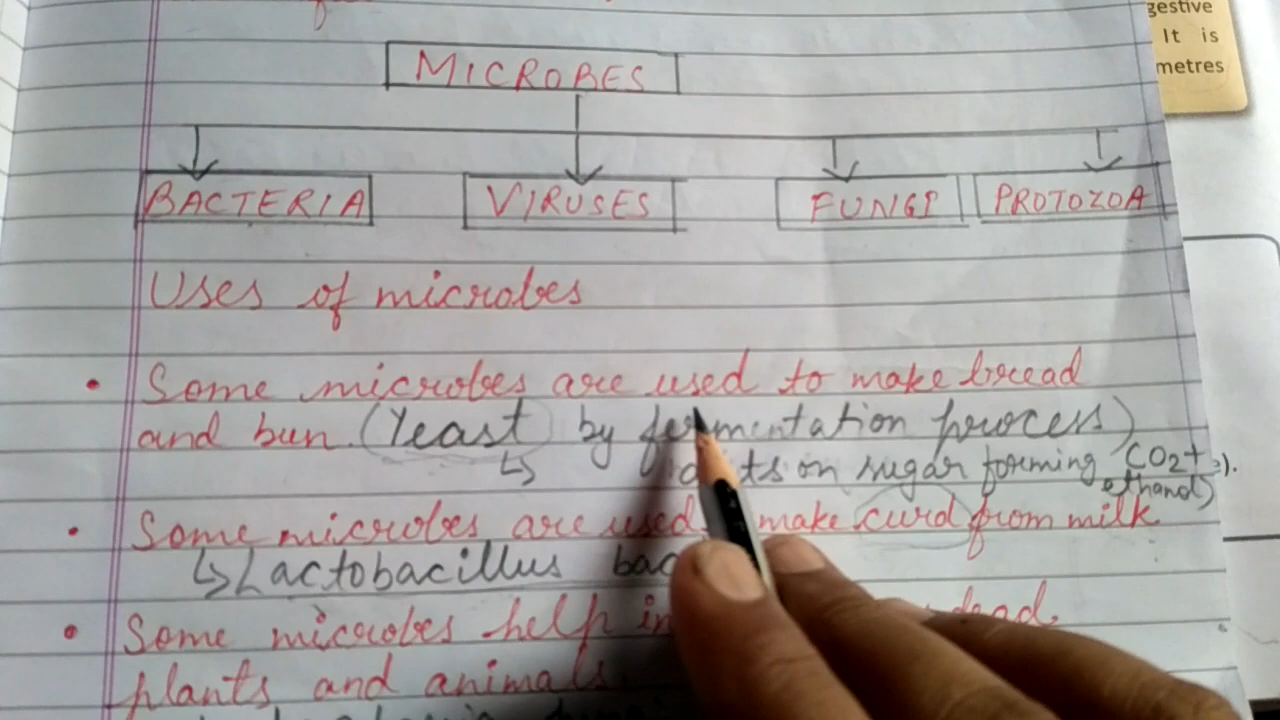 gestive
It is
metres
MICROBES
BACTERIA VIRUSES FUNGI PROTOZOA
Uses of microbes
• Some microbes are used to make bread
and bun. (Yeast by fermentation process)
↳ on sugar forming CO2+
ethanol).
• Some microbes are used make curd from milk
↳ Lactobacillus
• Some microbes help in dead
plants and animals.